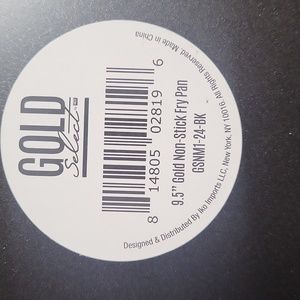 GOLD
Select
8 14805 02819 6
9.5" Gold Non-Stick Fry Pan
GSNM1-24-BK
Designed & Distributed By Iko Imports LLC, New York, NY 10016. All Rights Reserved. Made in China